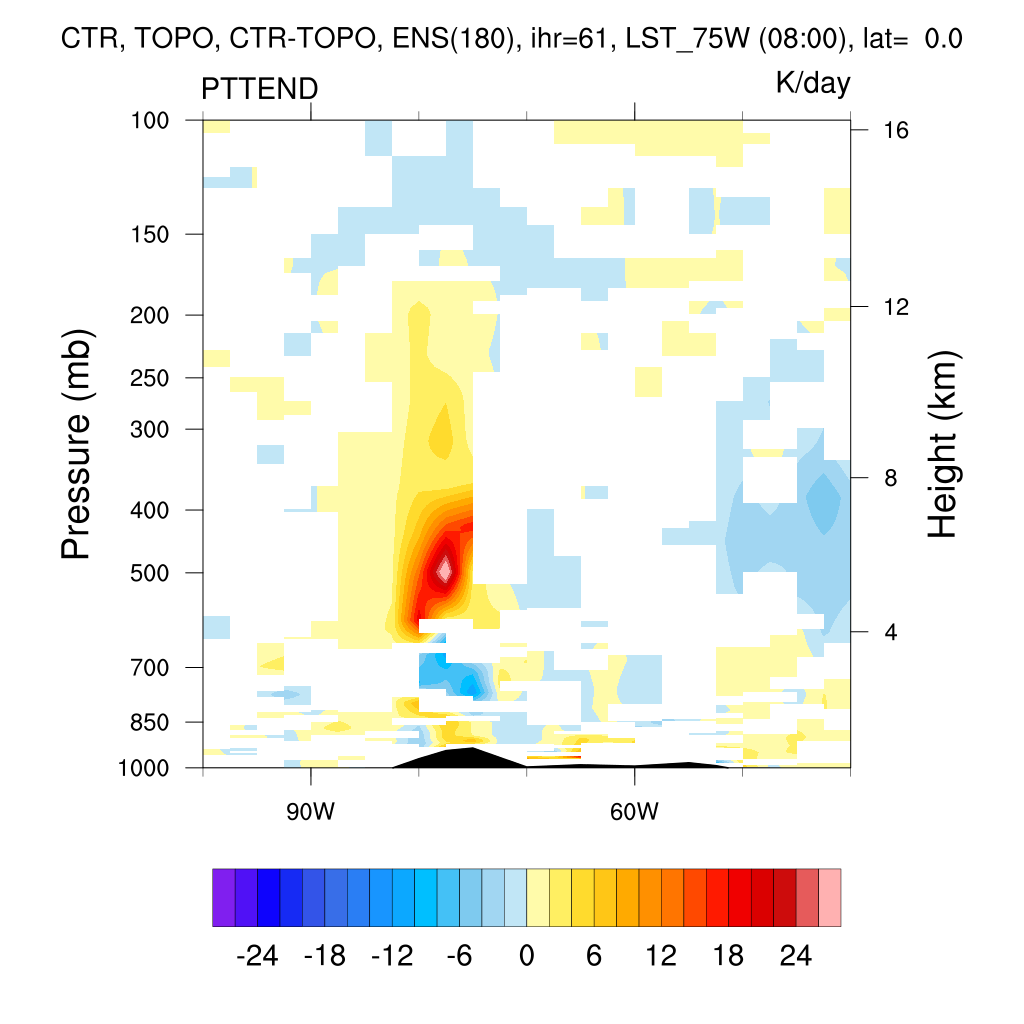 CTR, TOPO, CTR-TOPO, ENS(180), ihr=61, LST_75W (08:00), lat= 0.0
PTTEND K/day
100
150
200
250
300
400
500
700
850
1000
Pressure (mb)
16
12
8
4
Height (km)
90W 60W
-24 -18 -12 -6 0 6 12 18 24